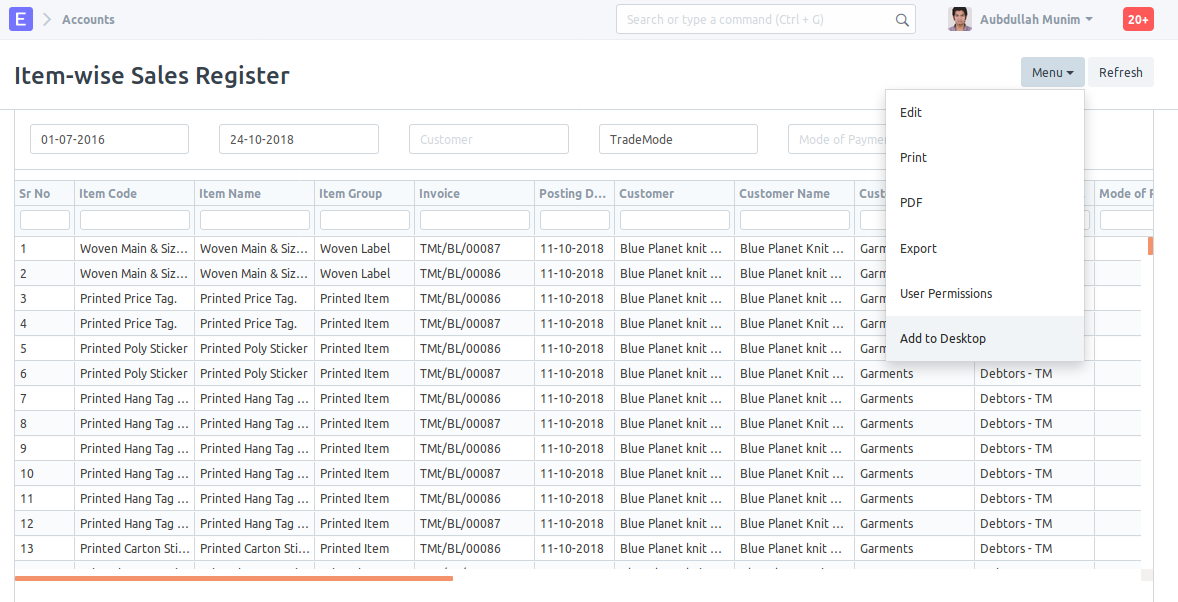 E Accounts Search or type a command (Ctrl + G) Aubdullah Munim 20+
Item-wise Sales Register Menu Refresh
Edit
Print
PDF
Export
User Permissions
Add to Desktop
01-07-2016 24-10-2018 Customer TradeMode Mode of Payme
Sr No Item Code Item Name Item Group Invoice Posting D... Customer Customer Name Cust Mode of P
1 Woven Main & Siz... Woven Main & Siz... Woven Label TMt/BL/00087 11-10-2018 Blue Planet knit ... Blue Planet Knit ... Garm
2 Woven Main & Siz... Woven Main & Siz... Woven Label TMt/BL/00086 11-10-2018 Blue Planet knit ... Blue Planet knit ... Garm
3 Printed Price Tag. Printed Price Tag. Printed Item TMt/BL/00086 11-10-2018 Blue Planet knit ... Blue Planet knit ... Garm
4 Printed Price Tag. Printed Price Tag. Printed Item TMt/BL/00087 11-10-2018 Blue Planet knit ... Blue Planet Knit ... Garm
5 Printed Poly Sticker Printed Poly Sticker Printed Item TMt/BL/00086 11-10-2018 Blue Planet knit ... Blue Planet knit ... Garm
6 Printed Poly Sticker Printed Poly Sticker Printed Item TMt/BL/00087 11-10-2018 Blue Planet knit ... Blue Planet Knit ... Garments Debtors - TM
7 Printed Hang Tag ... Printed Hang Tag ... Printed Item TMt/BL/00086 11-10-2018 Blue Planet knit ... Blue Planet knit ... Garments Debtors - TM
8 Printed Hang Tag ... Printed Hang Tag ... Printed Item TMt/BL/00087 11-10-2018 Blue Planet knit ... Blue Planet Knit ... Garments Debtors - TM
9 Printed Hang Tag ... Printed Hang Tag ... Printed Item TMt/BL/00086 11-10-2018 Blue Planet knit ... Blue Planet knit ... Garments Debtors - TM
10 Printed Hang Tag ... Printed Hang Tag ... Printed Item TMt/BL/00087 11-10-2018 Blue Planet knit ... Blue Planet Knit ... Garments Debtors - TM
11 Printed Hang Tag ... Printed Hang Tag ... Printed Item TMt/BL/00086 11-10-2018 Blue Planet knit ... Blue Planet knit ... Garments Debtors - TM
12 Printed Hang Tag ... Printed Hang Tag ... Printed Item TMt/BL/00087 11-10-2018 Blue Planet knit ... Blue Planet Knit ... Garments Debtors - TM
13 Printed Carton Sti... Printed Carton Sti... Printed Item TMt/BL/00086 11-10-2018 Blue Planet knit ... Blue Planet knit ... Garments Debtors - TM